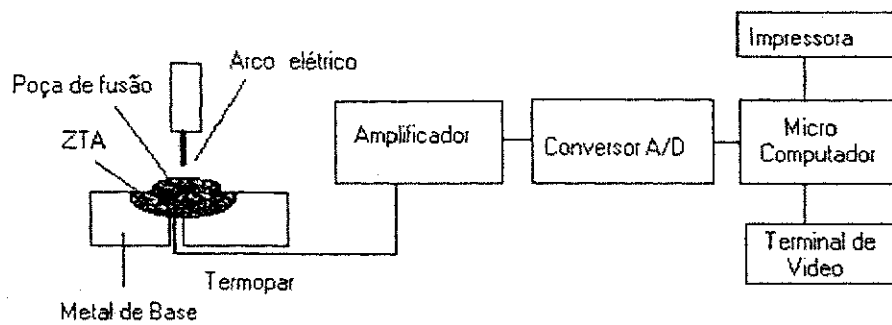 Impressora
Arco elétrico
Poça de fusão
ZTA
Amplificador
Conversor A/D
Micro
Computador
Termopar
Terminal de
Video
Metal de Base